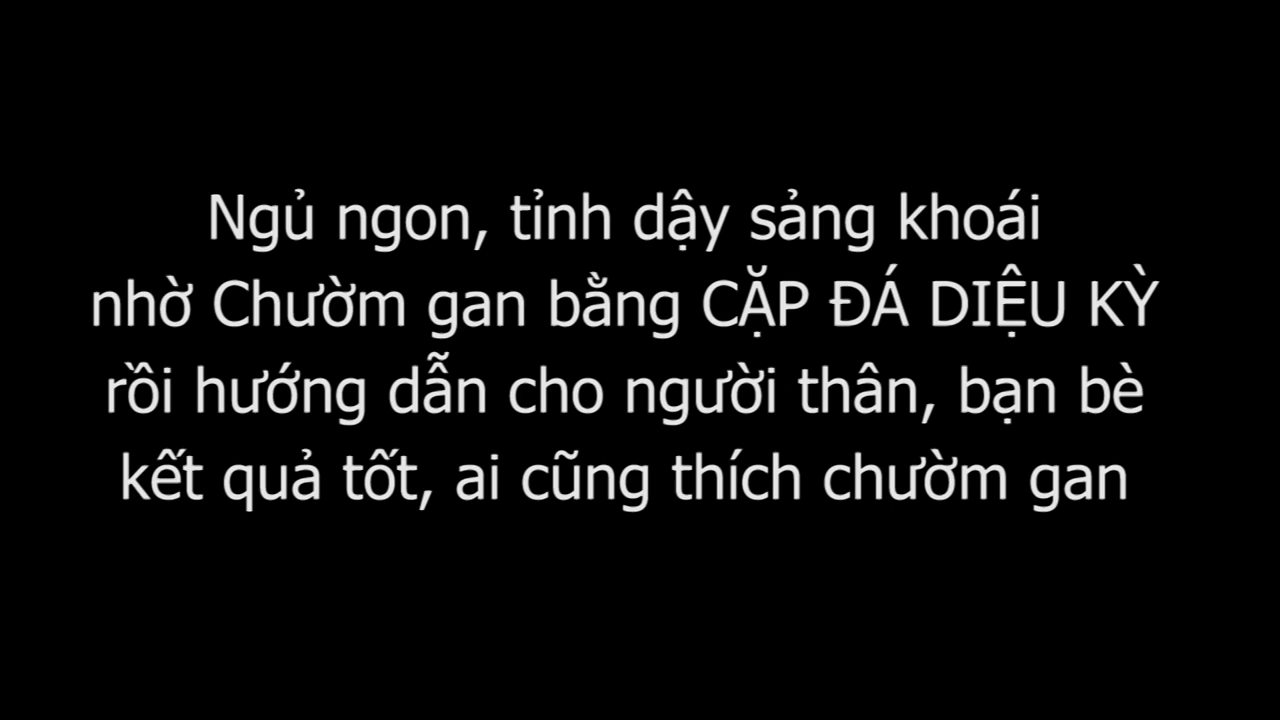 Ngủ ngon, tỉnh dậy sảng khoái
nhờ Chườm gan bằng CẶP ĐÁ DIỆU KỲ
rồi hướng dẫn cho người thân, bạn bè
kết quả tốt, ai cũng thích chườm gan